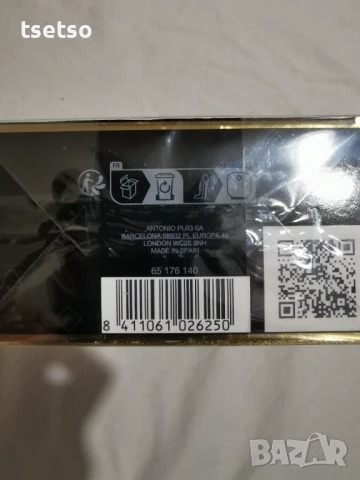 tsetso
FR
ANTONIO PUIG SA
BARCELONA 08902 PL.EUROPA 46
LONDON WC2E 9NH
MADE IN SPAIN
65 176 140
8 411061 026250
BAZAR